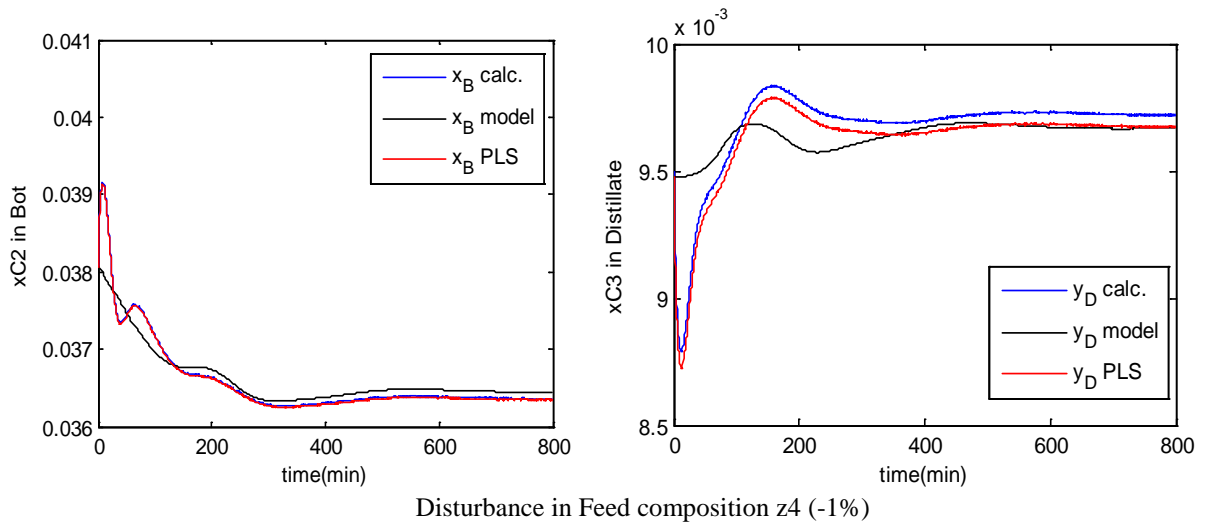 0.041
0.04
0.039
0.038
0.037
0.036
0
200
400
600
800
xC2 in Bot
time(min)
x_B calc.
x_B model
x_B PLS
x 10^-3
10
9.5
9
8.5
0
200
400
600
800
xC3 in Distillate
time(min)
y_D calc.
y_D model
y_D PLS
Disturbance in Feed composition z4 (-1%)